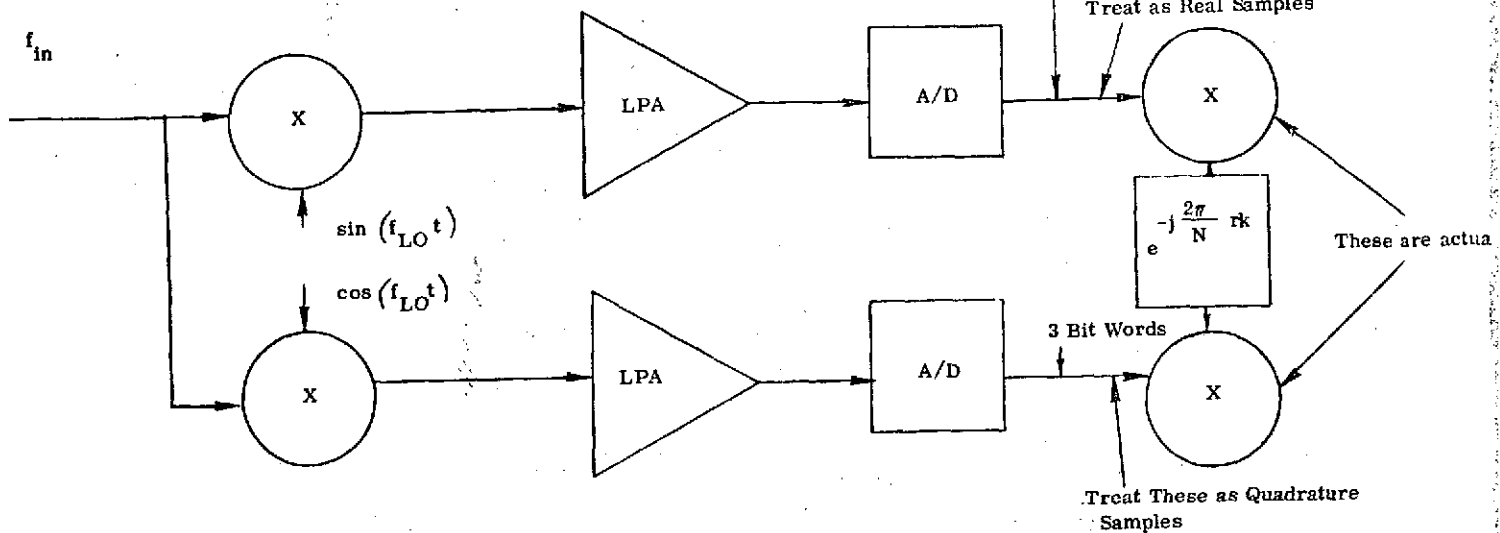 Treat as Real Samples
f_in
X
LPA
A/D
X
sin (f_LO t)
e^-j 2π/N rk
These are actua
cos (f_LO t)
3 Bit Words
X
LPA
A/D
X
Treat These as Quadrature
Samples